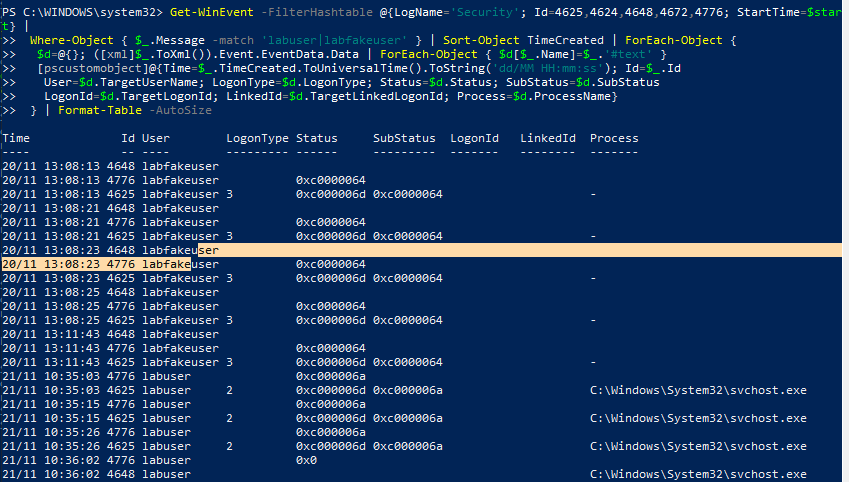 PS C:\WINDOWS\system32> Get-WinEvent -FilterHashtable @{LogName='Security'; Id=4625,4624,4648,4672,4776; StartTime=$star
t} |
>>  Where-Object { $_.Message -match 'labuser|labfakeuser' } | Sort-Object TimeCreated | ForEach-Object {
>>   $d=@{}; ([xml]$_.ToXml()).Event.EventData.Data | ForEach-Object { $d[$_.Name]=$_.'#text' }
>>   [pscustomobject]@{Time=$_.TimeCreated.ToUniversalTime().ToString('dd/MM HH:mm:ss'); Id=$_.Id
>>    User=$d.TargetUserName; LogonType=$d.LogonType; Status=$d.Status; SubStatus=$d.SubStatus
>>    LogonId=$d.TargetLogonId; LinkedId=$d.TargetLinkedLogonId; Process=$d.ProcessName}
>>  } | Format-Table -AutoSize
Time Id User LogonType Status SubStatus LogonId LinkedId Process
---- -- ---- --------- ------ --------- ------- -------- -------
20/11 13:08:13 4648 labfakeuser
20/11 13:08:13 4776 labfakeuser 0xc0000064
20/11 13:08:13 4625 labfakeuser 3 0xc000006d 0xc0000064 -
20/11 13:08:21 4648 labfakeuser
20/11 13:08:21 4776 labfakeuser 0xc0000064
20/11 13:08:21 4625 labfakeuser 3 0xc000006d 0xc0000064 -
20/11 13:08:23 4648 labfakeuser
20/11 13:08:23 4776 labfakeuser 0xc0000064
20/11 13:08:23 4625 labfakeuser 3 0xc000006d 0xc0000064 -
20/11 13:08:25 4648 labfakeuser
20/11 13:08:25 4776 labfakeuser 0xc0000064
20/11 13:08:25 4625 labfakeuser 3 0xc000006d 0xc0000064 -
20/11 13:11:43 4648 labfakeuser
20/11 13:11:43 4776 labfakeuser 0xc0000064
20/11 13:11:43 4625 labfakeuser 3 0xc000006d 0xc0000064 -
21/11 10:35:03 4776 labuser 0xc000006a
21/11 10:35:03 4625 labuser 2 0xc000006d 0xc000006a C:\Windows\System32\svchost.exe
21/11 10:35:15 4776 labuser 0xc000006a
21/11 10:35:15 4625 labuser 2 0xc000006d 0xc000006a C:\Windows\System32\svchost.exe
21/11 10:35:26 4776 labuser 0xc000006a
21/11 10:35:26 4625 labuser 2 0xc000006d 0xc000006a C:\Windows\System32\svchost.exe
21/11 10:36:02 4776 labuser 0x0
21/11 10:36:02 4648 labuser C:\Windows\System32\svchost.exe